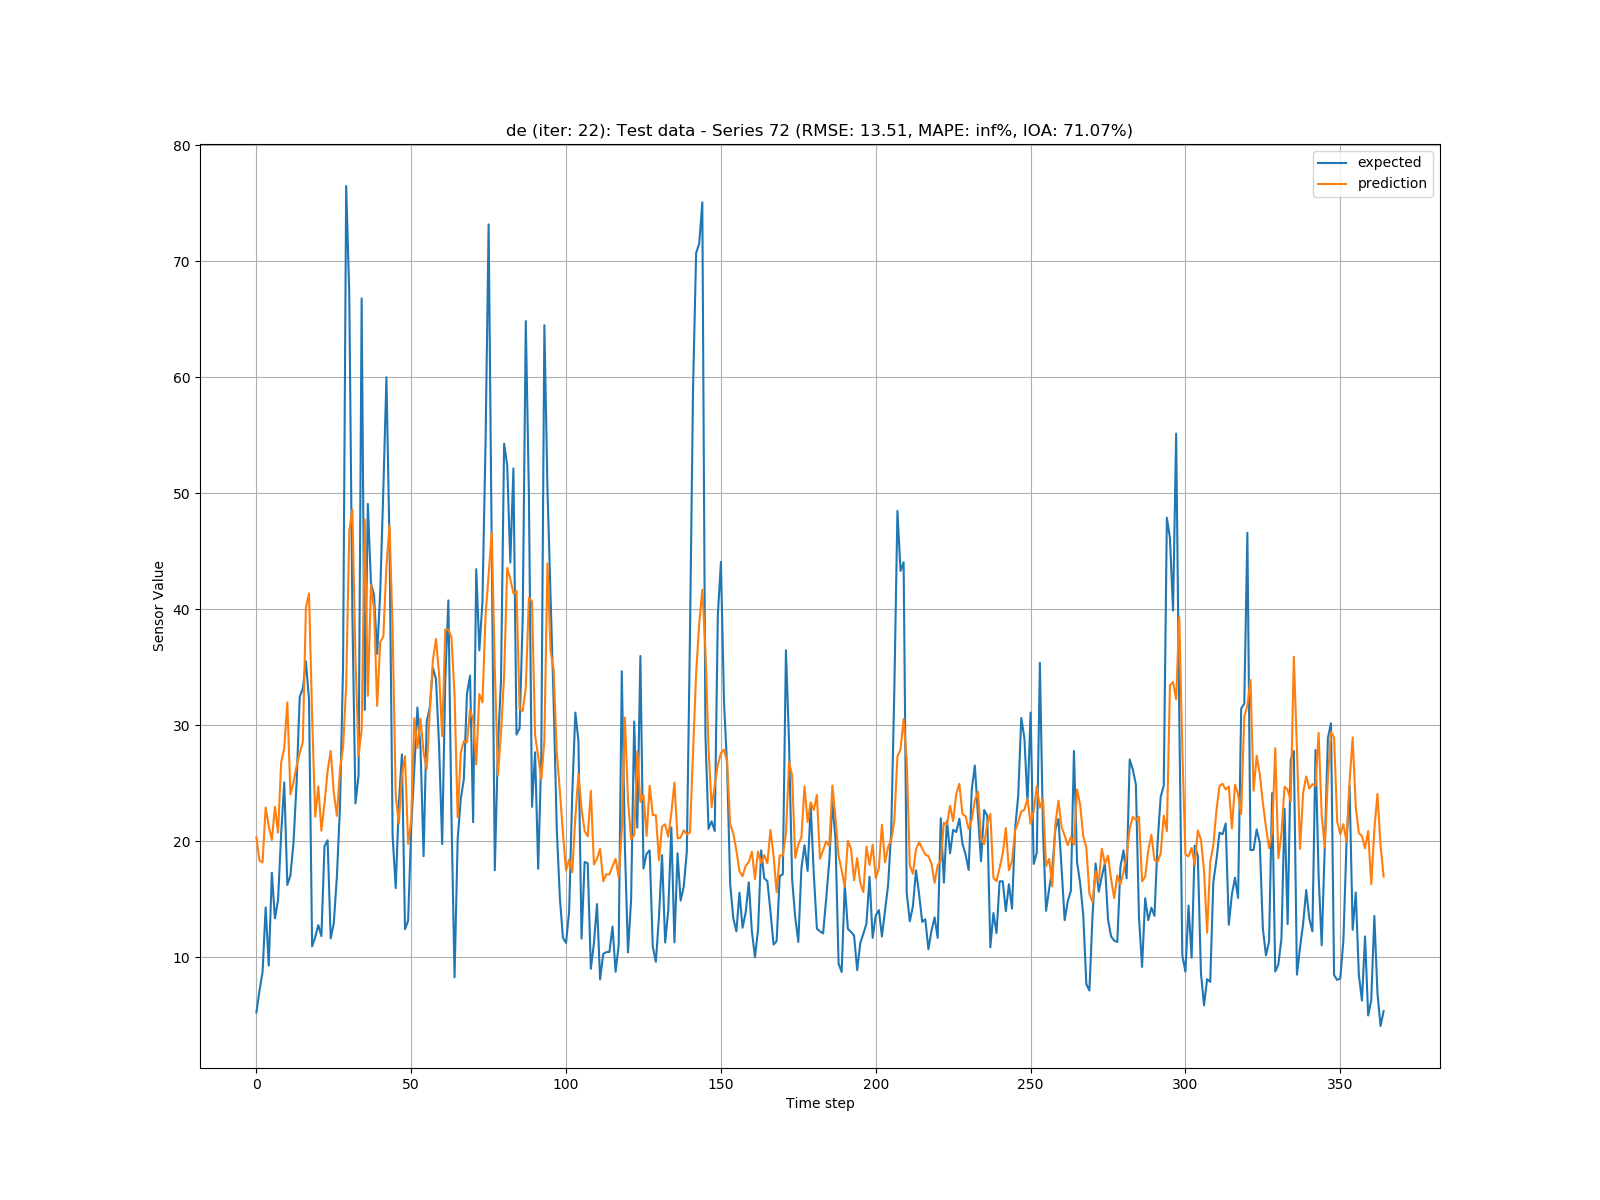 de (iter: 22): Test data - Series 72 (RMSE: 13.51, MAPE: inf%, IOA: 71.07%)
expected
prediction
80
70
60
50
40
30
20
10
Sensor Value
0 50 100 150 200 250 300 350
Time step